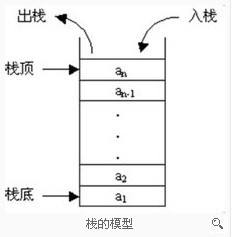 出栈 入栈
栈顶 an
an-1
.
.
.
a2
栈底 a1
栈的模型